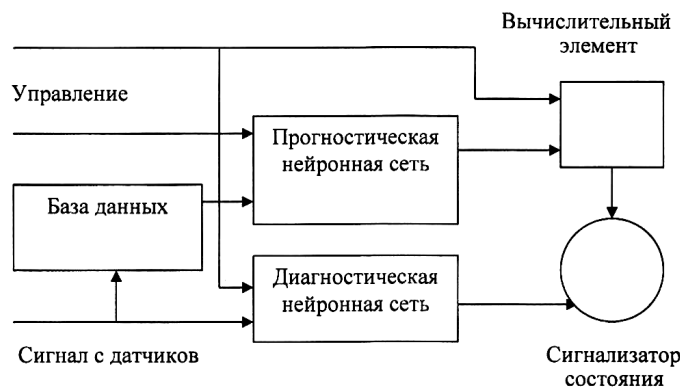 Вычислительный
элемент
Управление
Прогностическая
нейронная сеть
База данных
Диагностическая
нейронная сеть
Сигнал с датчиков
Сигнализатор
состояния